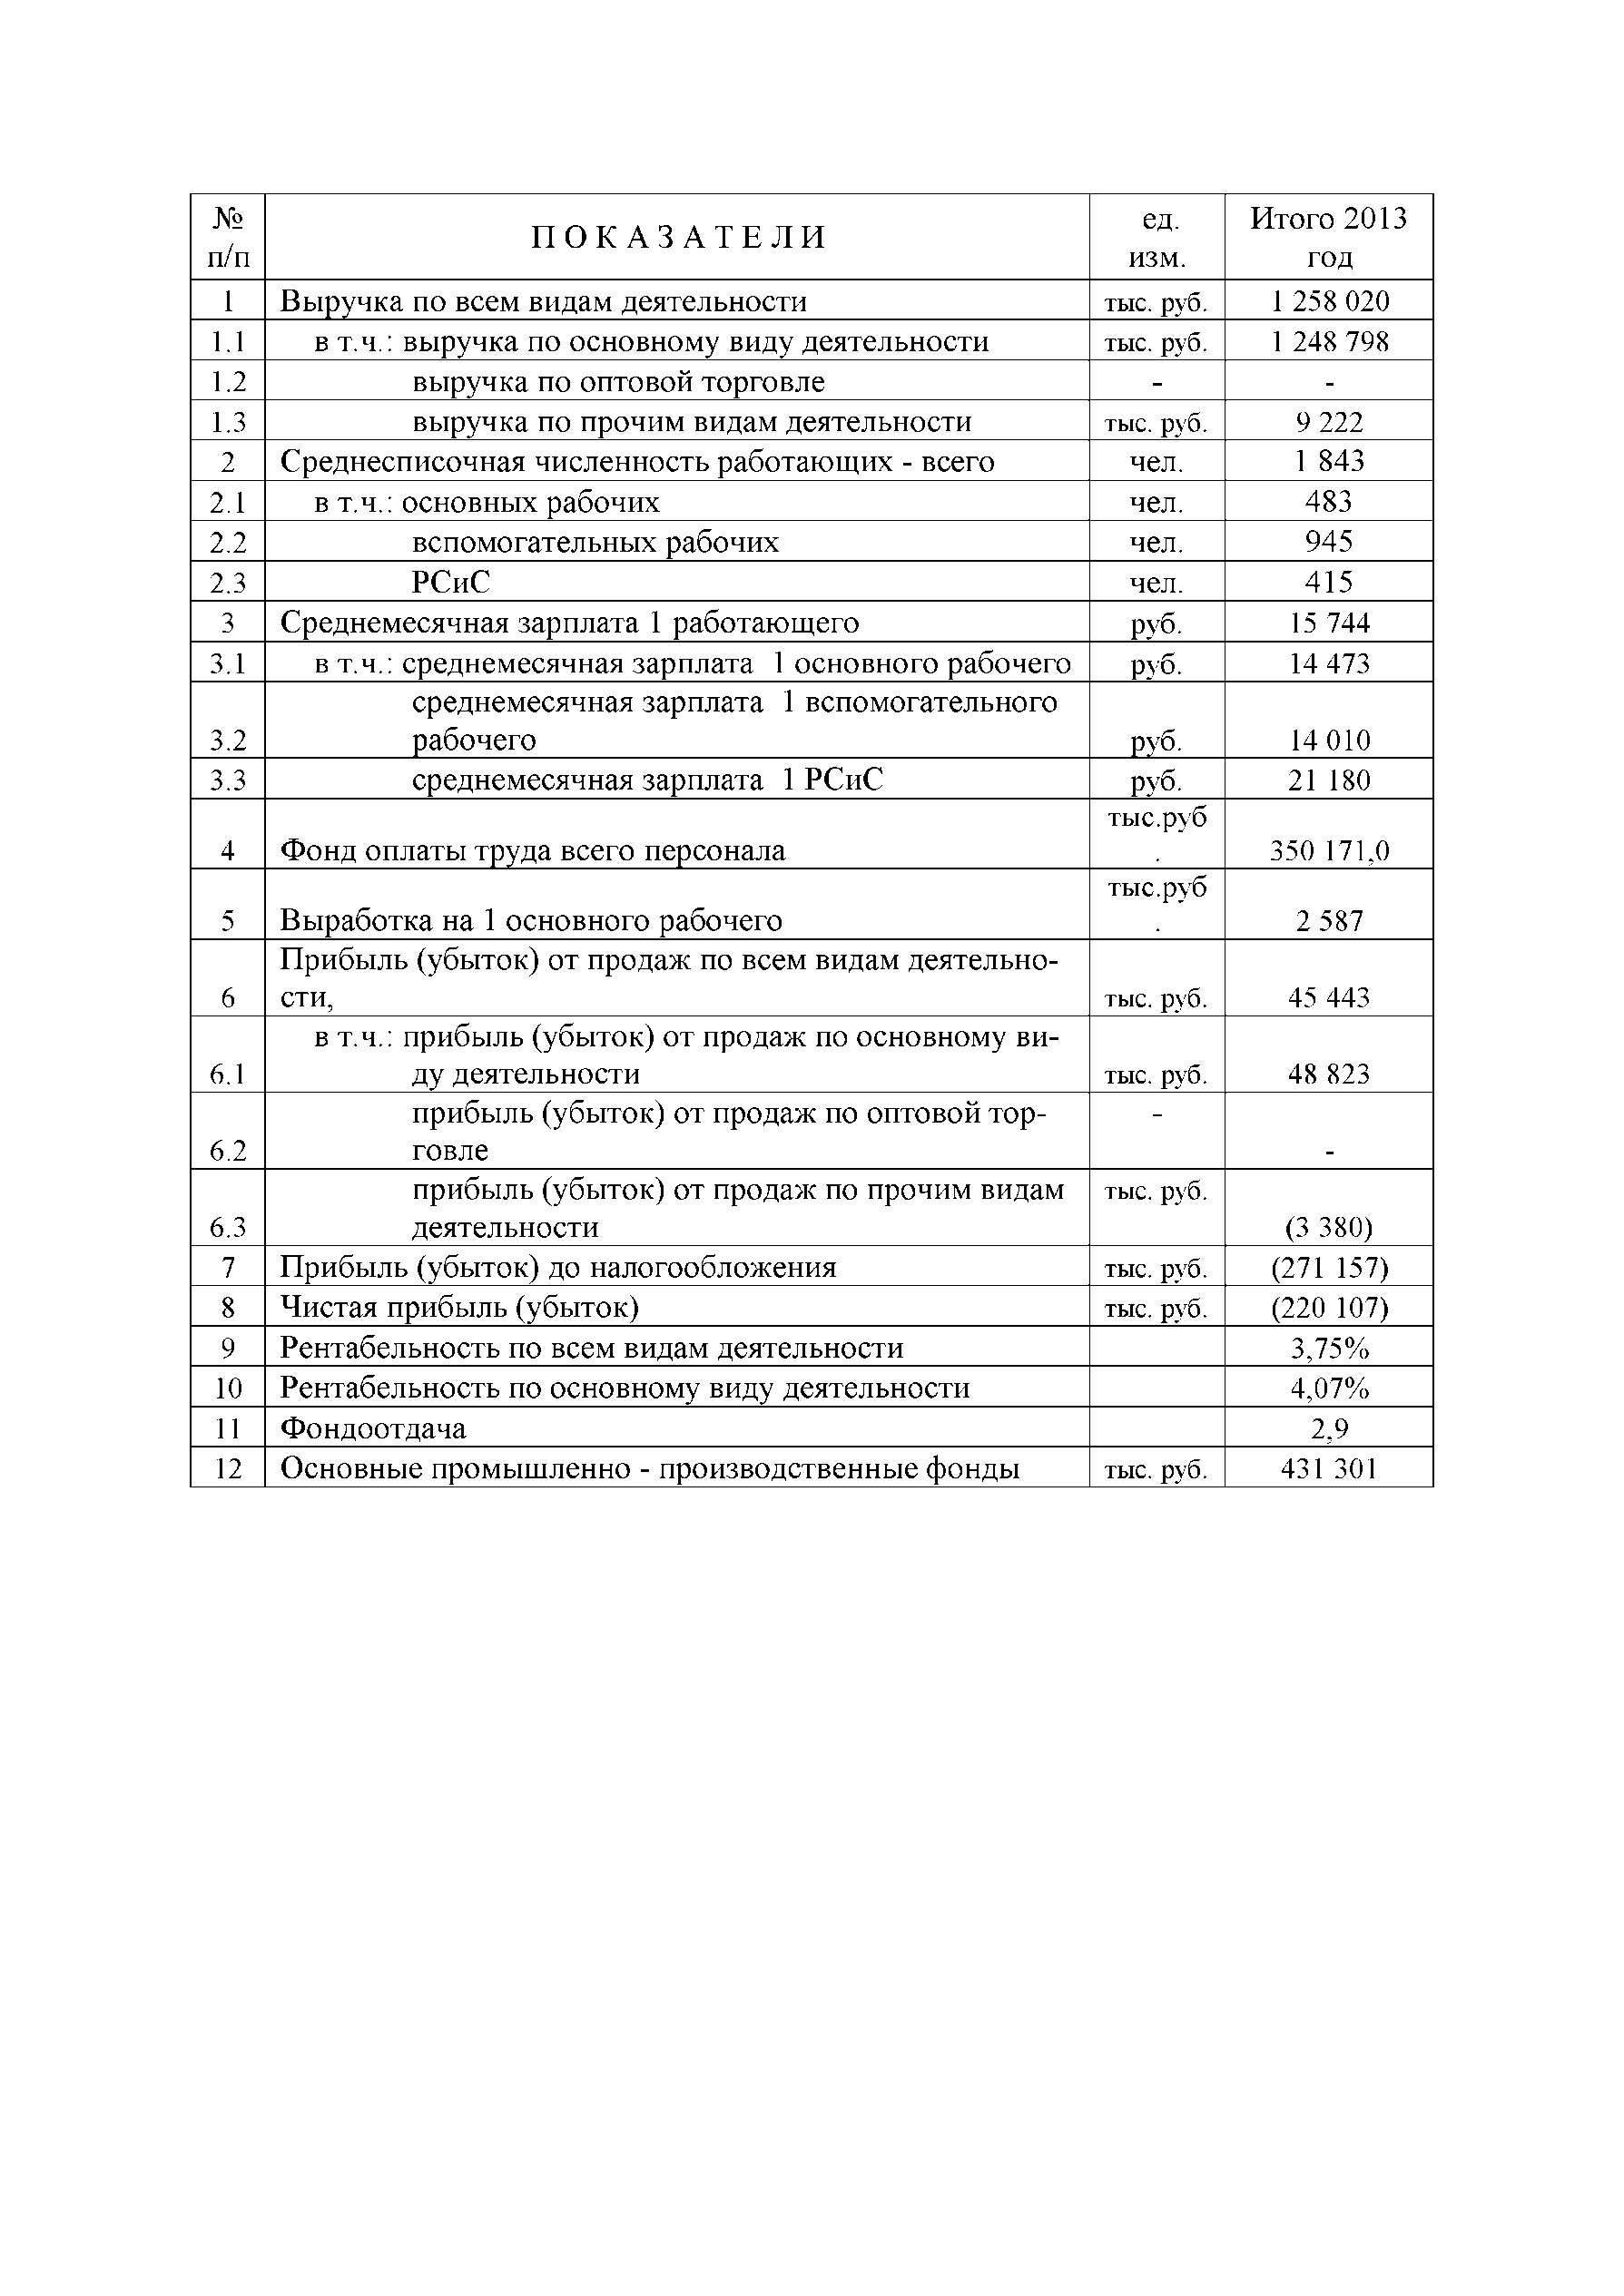 № п/п П О К А З А Т Е Л И ед. изм. Итого 2013 год
1 Выручка по всем видам деятельности тыс. руб. 1 258 020
1.1 в т.ч.: выручка по основному виду деятельности тыс. руб. 1 248 798
1.2 выручка по оптовой торговле - -
1.3 выручка по прочим видам деятельности тыс. руб. 9 222
2 Среднесписочная численность работающих - всего чел. 1 843
2.1 в т.ч.: основных рабочих чел. 483
2.2 вспомогательных рабочих чел. 945
2.3 РСиС чел. 415
3 Среднемесячная зарплата 1 работающего руб. 15 744
3.1 в т.ч.: среднемесячная зарплата 1 основного рабочего руб. 14 473
среднемесячная зарплата 1 вспомогательного
3.2 рабочего руб. 14 010
3.3 среднемесячная зарплата 1 РСиС руб. 21 180
тыс.руб
4 Фонд оплаты труда всего персонала . 350 171,0
тыс.руб
5 Выработка на 1 основного рабочего . 2 587
Прибыль (убыток) от продаж по всем видам деятельно-
6 сти, тыс. руб. 45 443
в т.ч.: прибыль (убыток) от продаж по основному ви-
6.1 ду деятельности тыс. руб. 48 823
прибыль (убыток) от продаж по оптовой тор- -
6.2 говле -
прибыль (убыток) от продаж по прочим видам тыс. руб.
6.3 деятельности (3 380)
7 Прибыль (убыток) до налогообложения тыс. руб. (271 157)
8 Чистая прибыль (убыток) тыс. руб. (220 107)
9 Рентабельность по всем видам деятельности 3,75%
10 Рентабельность по основному виду деятельности 4,07%
11 Фондоотдача 2,9
12 Основные промышленно - производственные фонды тыс. руб. 431 301